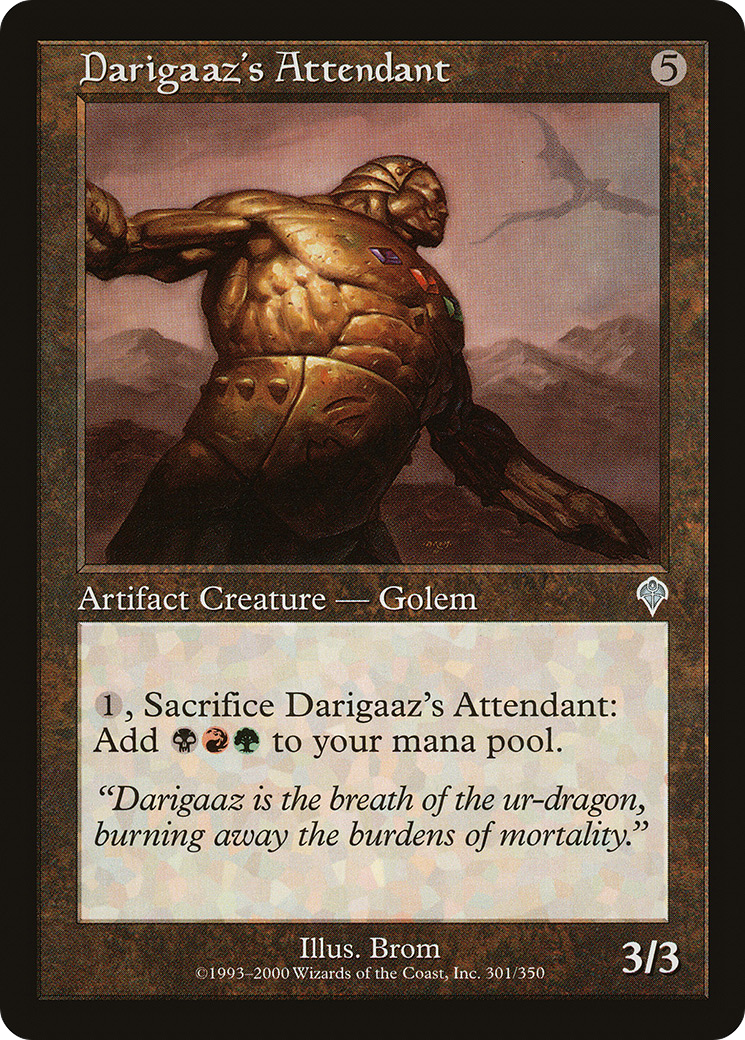 Darigaaz's Attendant 5
BROM
Artifact Creature — Golem
1, Sacrifice Darigaaz's Attendant:
Add to your mana pool.
"Darigaaz is the breath of the ur-dragon,
burning away the burdens of mortality."
Illus. Brom
©1993–2000 Wizards of the Coast, Inc. 301/350
3/3